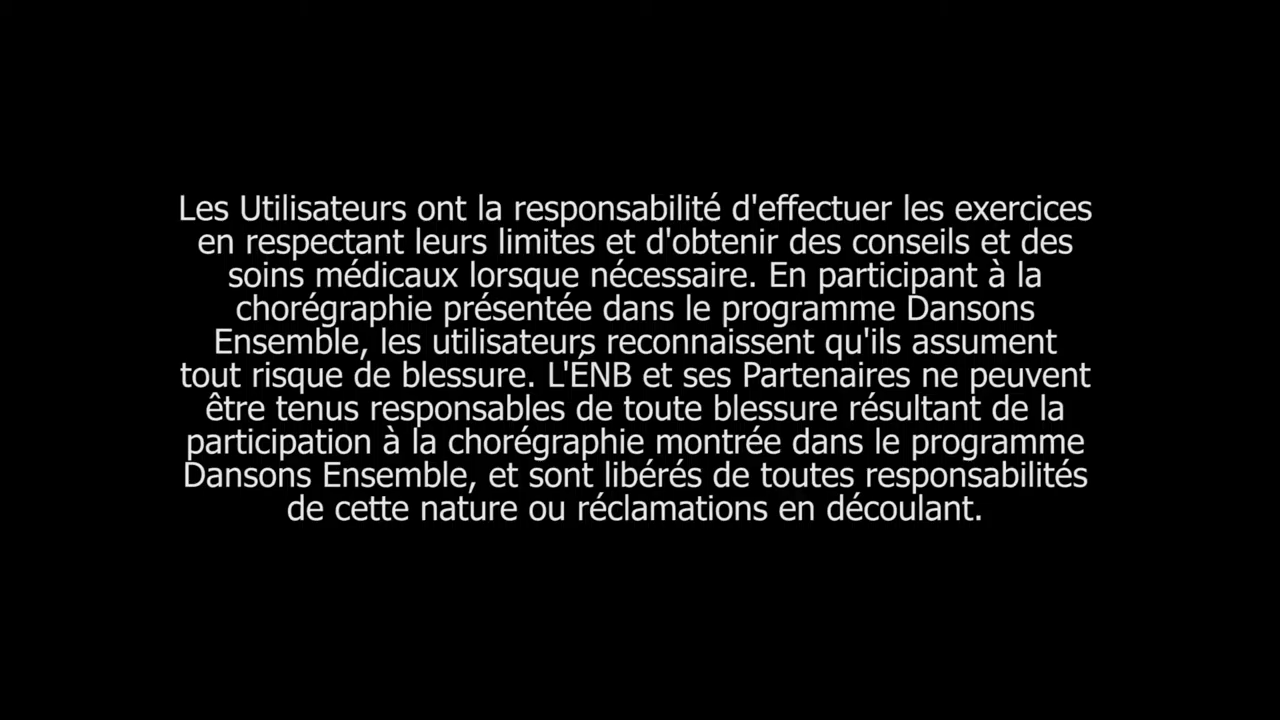 Les Utilisateurs ont la responsabilité d'effectuer les exercices
en respectant leurs limites et d'obtenir des conseils et des
soins médicaux lorsque nécessaire. En participant à la
chorégraphie présentée dans le programme Dansons
Ensemble, les utilisateurs reconnaissent qu'ils assument
tout risque de blessure. L'ÉNB et ses Partenaires ne peuvent
être tenus responsables de toute blessure résultant de la
participation à la chorégraphie montrée dans le programme
Dansons Ensemble, et sont libérés de toutes responsabilités
de cette nature ou réclamations en découlant.